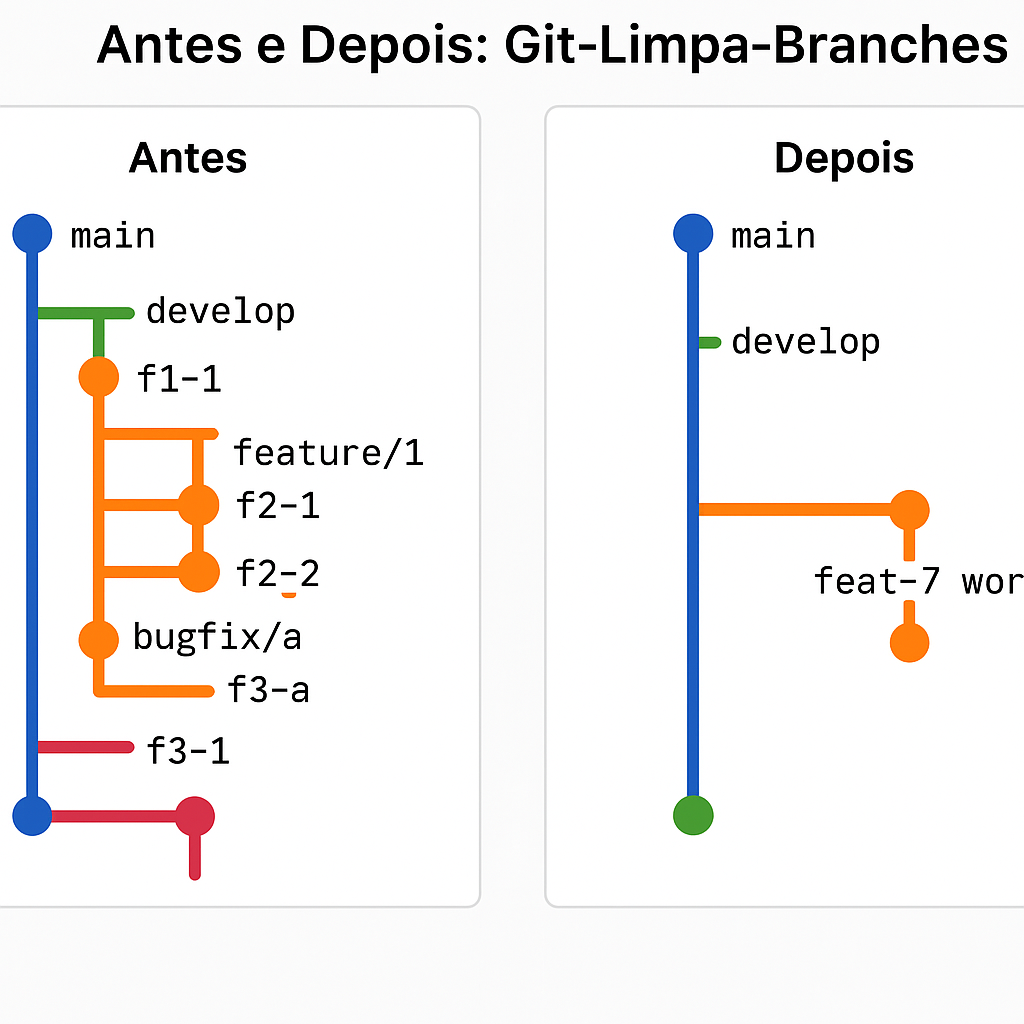 Antes e Depois: Git-Limpa-Branches
Antes
main
develop
f1-1
feature/1
f2-1
f2-2
bugfix/a
f3-a
f3-1
Depois
main
develop
feat-7 wor